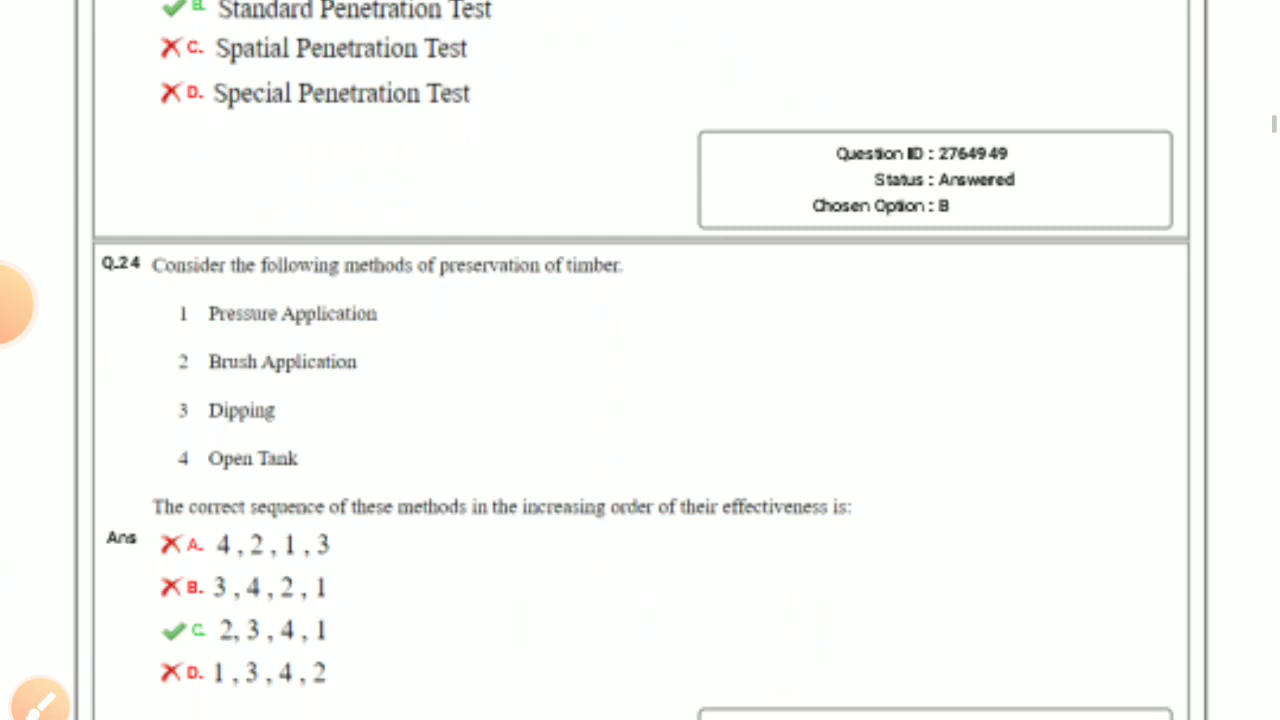 B. Standard Penetration Test
C. Spatial Penetration Test
D. Special Penetration Test
Question ID : 2764949
Status : Answered
Chosen Option : B
Q.24 Consider the following methods of preservation of timber.
1 Pressure Application
2 Brush Application
3 Dipping
4 Open Tank
The correct sequence of these methods in the increasing order of their effectiveness is:
Ans A. 4 , 2 , 1 , 3
B. 3 , 4 , 2 , 1
C. 2, 3 , 4 , 1
D. 1 , 3 , 4 , 2